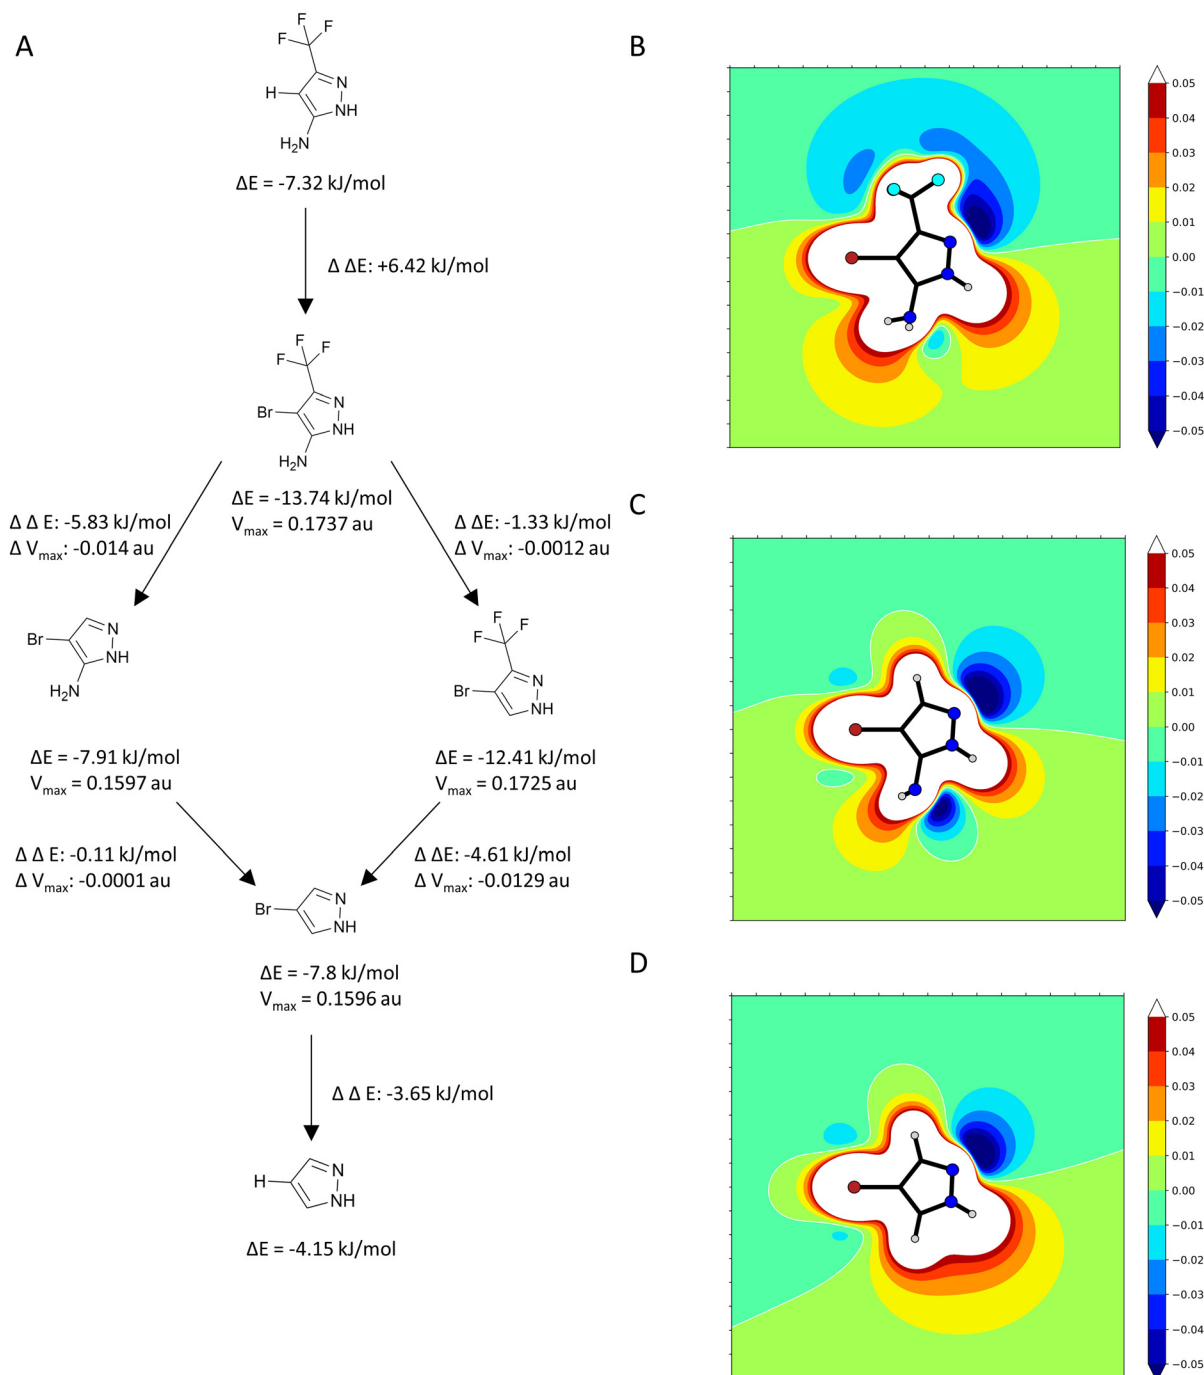 A
F
F F
N
H
NH
H₂N
ΔE = -7.32 kJ/mol
Δ ΔE: +6.42 kJ/mol
F
F F
N
Br
NH
H₂N
ΔE = -13.74 kJ/mol
Vmax = 0.1737 au
Δ Δ E: -5.83 kJ/mol
Δ Vmax: -0.014 au
Δ ΔE: -1.33 kJ/mol
Δ Vmax: -0.0012 au
Br
N
NH
H₂N
ΔE = -7.91 kJ/mol
Vmax = 0.1597 au
F
F F
N
Br
NH
ΔE = -12.41 kJ/mol
Vmax = 0.1725 au
Δ Δ E: -0.11 kJ/mol
Δ Vmax: -0.0001 au
Δ ΔE: -4.61 kJ/mol
Δ Vmax: -0.0129 au
Br
N
NH
ΔE = -7.8 kJ/mol
Vmax = 0.1596 au
Δ Δ E: -3.65 kJ/mol
H
N
NH
ΔE = -4.15 kJ/mol
B
0.05
0.04
0.03
0.02
0.01
0.00
−0.01
−0.02
−0.03
−0.04
−0.05
C
0.05
0.04
0.03
0.02
0.01
0.00
−0.01
−0.02
−0.03
−0.04
−0.05
D
0.05
0.04
0.03
0.02
0.01
0.00
−0.01
−0.02
−0.03
−0.04
−0.05